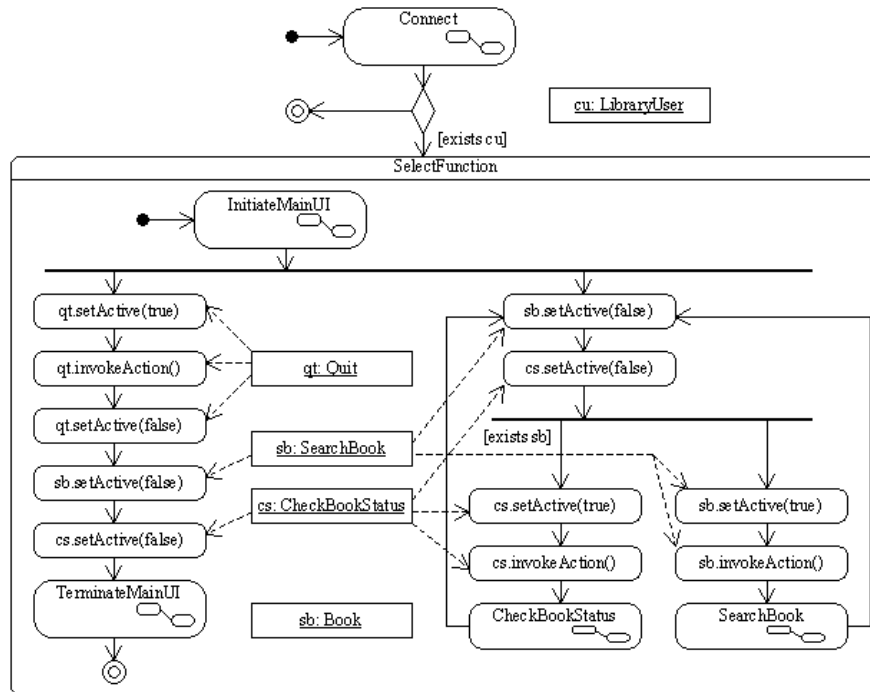 Connect
cu: LibraryUser
[exists cu]
SelectFunction
InitiateMainUI
qt.setActive(true)
sb.setActive(false)
qt.invokeAction()
qt: Quit
cs.setActive(false)
qt.setActive(false)
sb: SearchBook
[exists sb]
sb.setActive(false)
cs: CheckBookStatus
cs.setActive(true)
sb.setActive(true)
cs.setActive(false)
cs.invokeAction()
sb.invokeAction()
TerminateMainUI
sb: Book
CheckBookStatus
SearchBook